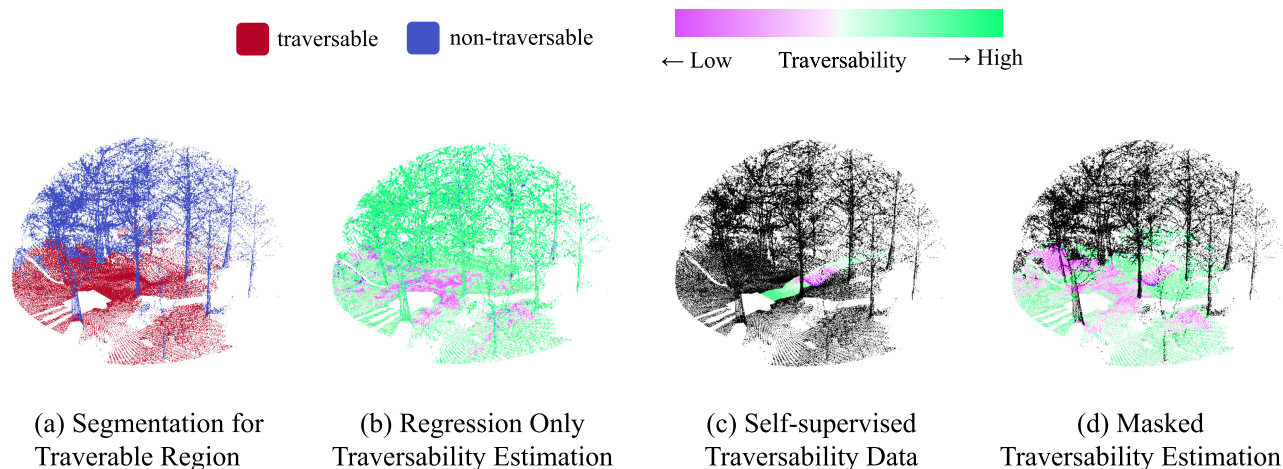 traversable
non-traversable
← Low Traversability → High
(a) Segmentation for
Traverable Region
(b) Regression Only
Traversability Estimation
(c) Self-supervised
Traversability Data
(d) Masked
Traversability Estimation